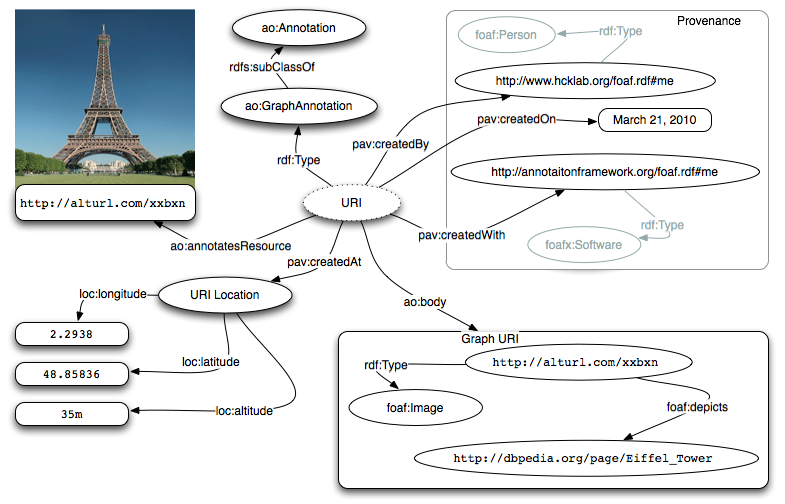 ao:Annotation
Provenance
foaf:Person
rdf:Type
rdfs:subClassOf
http://www.hcklab.org/foaf.rdf#me
ao:GraphAnnotation
pav:createdOn
March 21, 2010
pav:createdBy
rdf:Type
http://annotaitonframework.org/foaf.rdf#me
http://alturl.com/xxbxn
URI
rdf:Type
pav:createdWith
ao:annotatesResource
foafx:Software
pav:createdAt
loc:longitude
URI Location
ao:body
2.2938
Graph URI
loc:latitude
http://alturl.com/xxbxn
rdf:Type
48.85836
foaf:Image
foaf:depicts
35m
loc:altitude
http://dbpedia.org/page/Eiffel_Tower